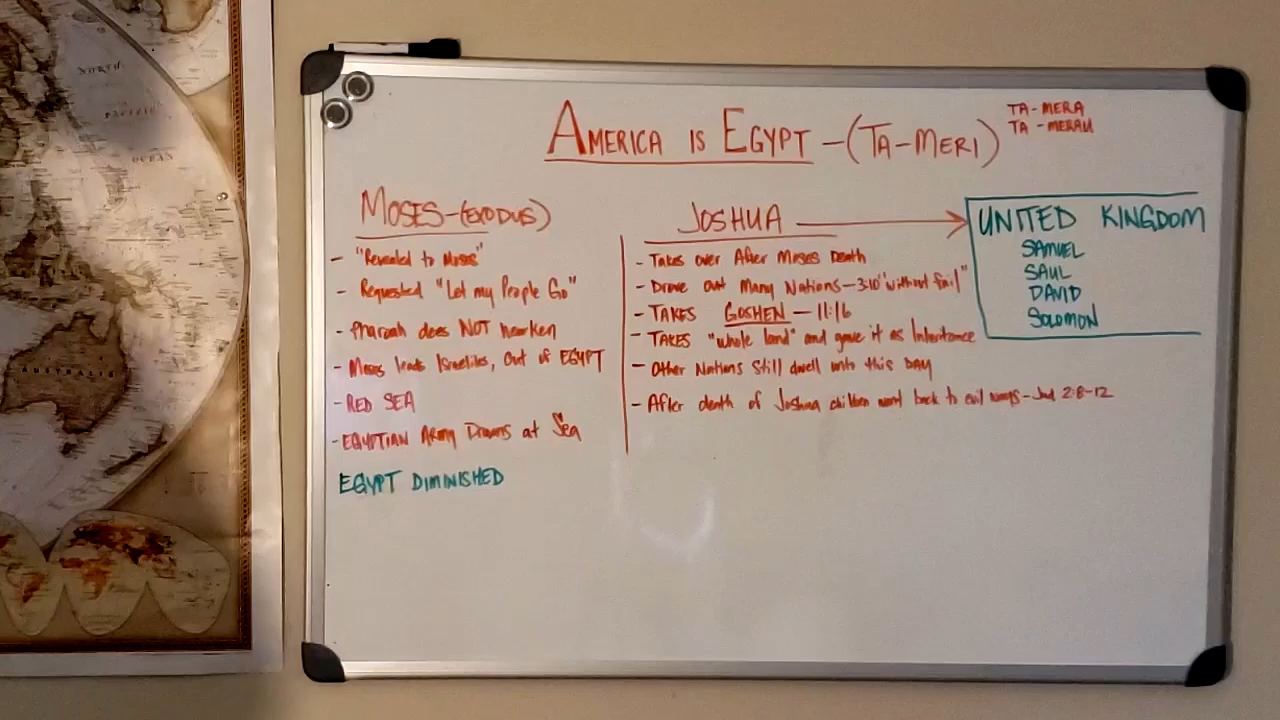 AMERICA IS EGYPT - (TA-MERI)
TA-MERA
TA-MERAU
MOSES-(EXODUS)
- "Revealed to Moses"
- Requested "Let my People Go"
- Pharoah does NOT hearken
- Moses leads Israelites, Out of EGYPT
- RED SEA
- EGYPTIAN Army Drowns at Sea
EGYPT DIMINISHED
JOSHUA
- Takes over After Moses Death
- Drove out Many Nations - 3:10 "without fail"
- TAKES GOSHEN - 11:16
- TAKES "whole land" and gave it as Inheritance
- Other Nations Still dwell unto this DAY
- After death of Joshua children went back to evil ways - Jud 2:8-12
UNITED KINGDOM
SAMUEL
SAUL
DAVID
SOLOMON
NORTH
PACIFIC
OCEAN
AUSTRALIA